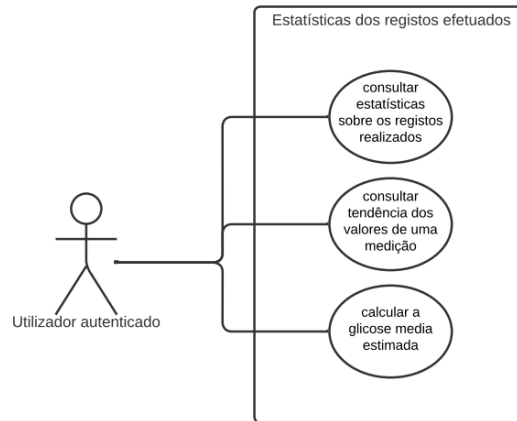 Estatísticas dos registos efetuados
consultar
estatísticas
sobre os registos
realizados
consultar
tendência dos
valores de uma
medição
Utilizador autenticado
calcular a
glicose media
estimada